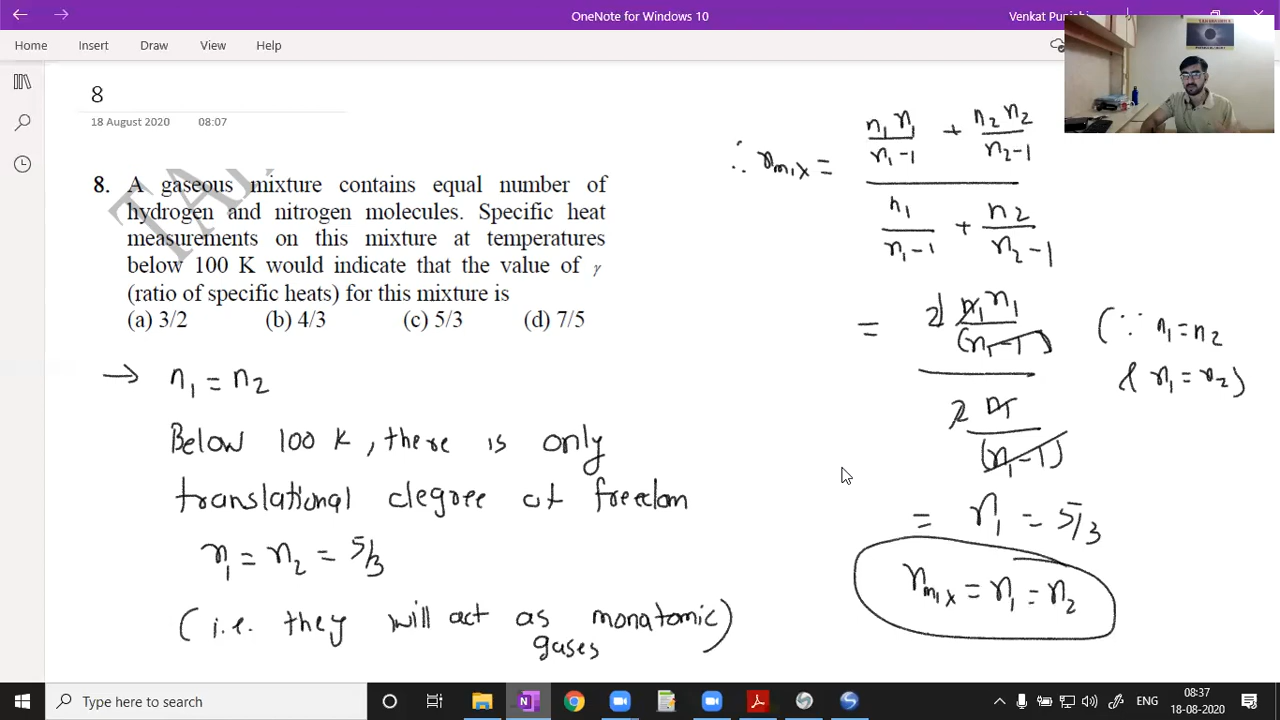 OneNote for Windows 10
Home Insert Draw View Help
8
18 August 2020 08:07
8. A gaseous mixture contains equal number of
hydrogen and nitrogen molecules. Specific heat
measurements on this mixture at temperatures
below 100 K would indicate that the value of γ
(ratio of specific heats) for this mixture is
(a) 3/2 (b) 4/3 (c) 5/3 (d) 7/5
→ n₁ = n₂
Below 100 K, there is only
translational degree of freedom
γ₁ = γ₂ = 5/3
(i.e. they will act as monatomic)
gases
∴ γmix =
n₁γ₁/(γ₁-1) + n₂γ₂/(γ₂-1)
n₁/(γ₁-1) + n₂/(γ₂-1)
= 2 n₁γ₁/(γ₁-1) (∵ n₁ = n₂
& γ₁ = γ₂)
2 n₁/(γ₁-1)
= γ₁ = 5/3
γmix = γ₁ = γ₂
Type here to search
ENG
08:37
18-08-2020